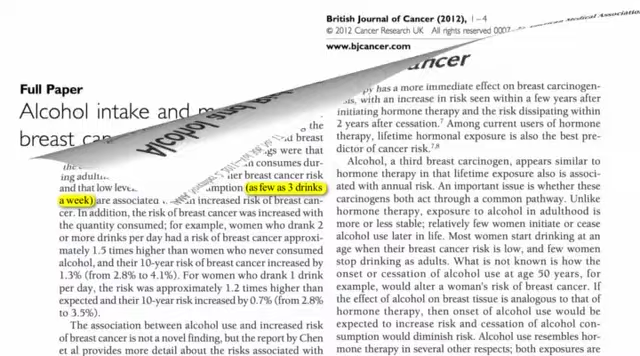 British Journal of Cancer (2012), 1–4
© 2012 Cancer Research UK All rights reserved 0007
www.bjcancer.com
Full Paper
Alcohol intake and
breast
the
breast
gs were that
n consumes dur-
ing adulth her breast cancer risk
and that low leve umption (as few as 3 drinks
a week) are associated n increased risk of breast can-
cer. In addition, the risk of breast cancer was increased with
the quantity consumed; for example, women who drank 2
or more drinks per day had a risk of breast cancer approxi-
mately 1.5 times higher than women who never consumed
alcohol, and their 10-year risk of breast cancer increased by
1.3% (from 2.8% to 4.1%). For women who drank 1 drink
per day, the risk was approximately 1.2 times higher than
expected and their 10-year risk increased by 0.7% (from 2.8%
to 3.5%).
The association between alcohol use and increased risk
of breast cancer is not a novel finding, but the report by Chen
et al provides more detail about the risks associated with
American Medical Association
ancer
py has a more immediate effect on breast carcinogen-
sis, with an increase in risk seen within a few years after
initiating hormone therapy and the risk dissipating within
2 years after cessation.7 Among current users of hormone
therapy, lifetime hormonal exposure is also the best pre-
dictor of cancer risk.7,8
Alcohol, a third breast carcinogen, appears similar to
hormone therapy in that lifetime exposure also is associ-
ated with annual risk. An important issue is whether these
carcinogens both act through a common pathway. Unlike
hormone therapy, exposure to alcohol in adulthood is
more or less stable; relatively few women initiate or cease
alcohol use later in life. Most women start drinking at an
age when their breast cancer risk is low, and few women
stop drinking as adults. What is not known is how the
onset or cessation of alcohol use at age 50 years, for
example, would alter a woman's risk of breast cancer. If
the effect of alcohol on breast tissue is analogous to that of
hormone therapy, then onset of alcohol use would be
expected to increase risk and cessation of alcohol con-
sumption would diminish risk. Alcohol use resembles hor-
mone therapy in several other respects; both exposures are